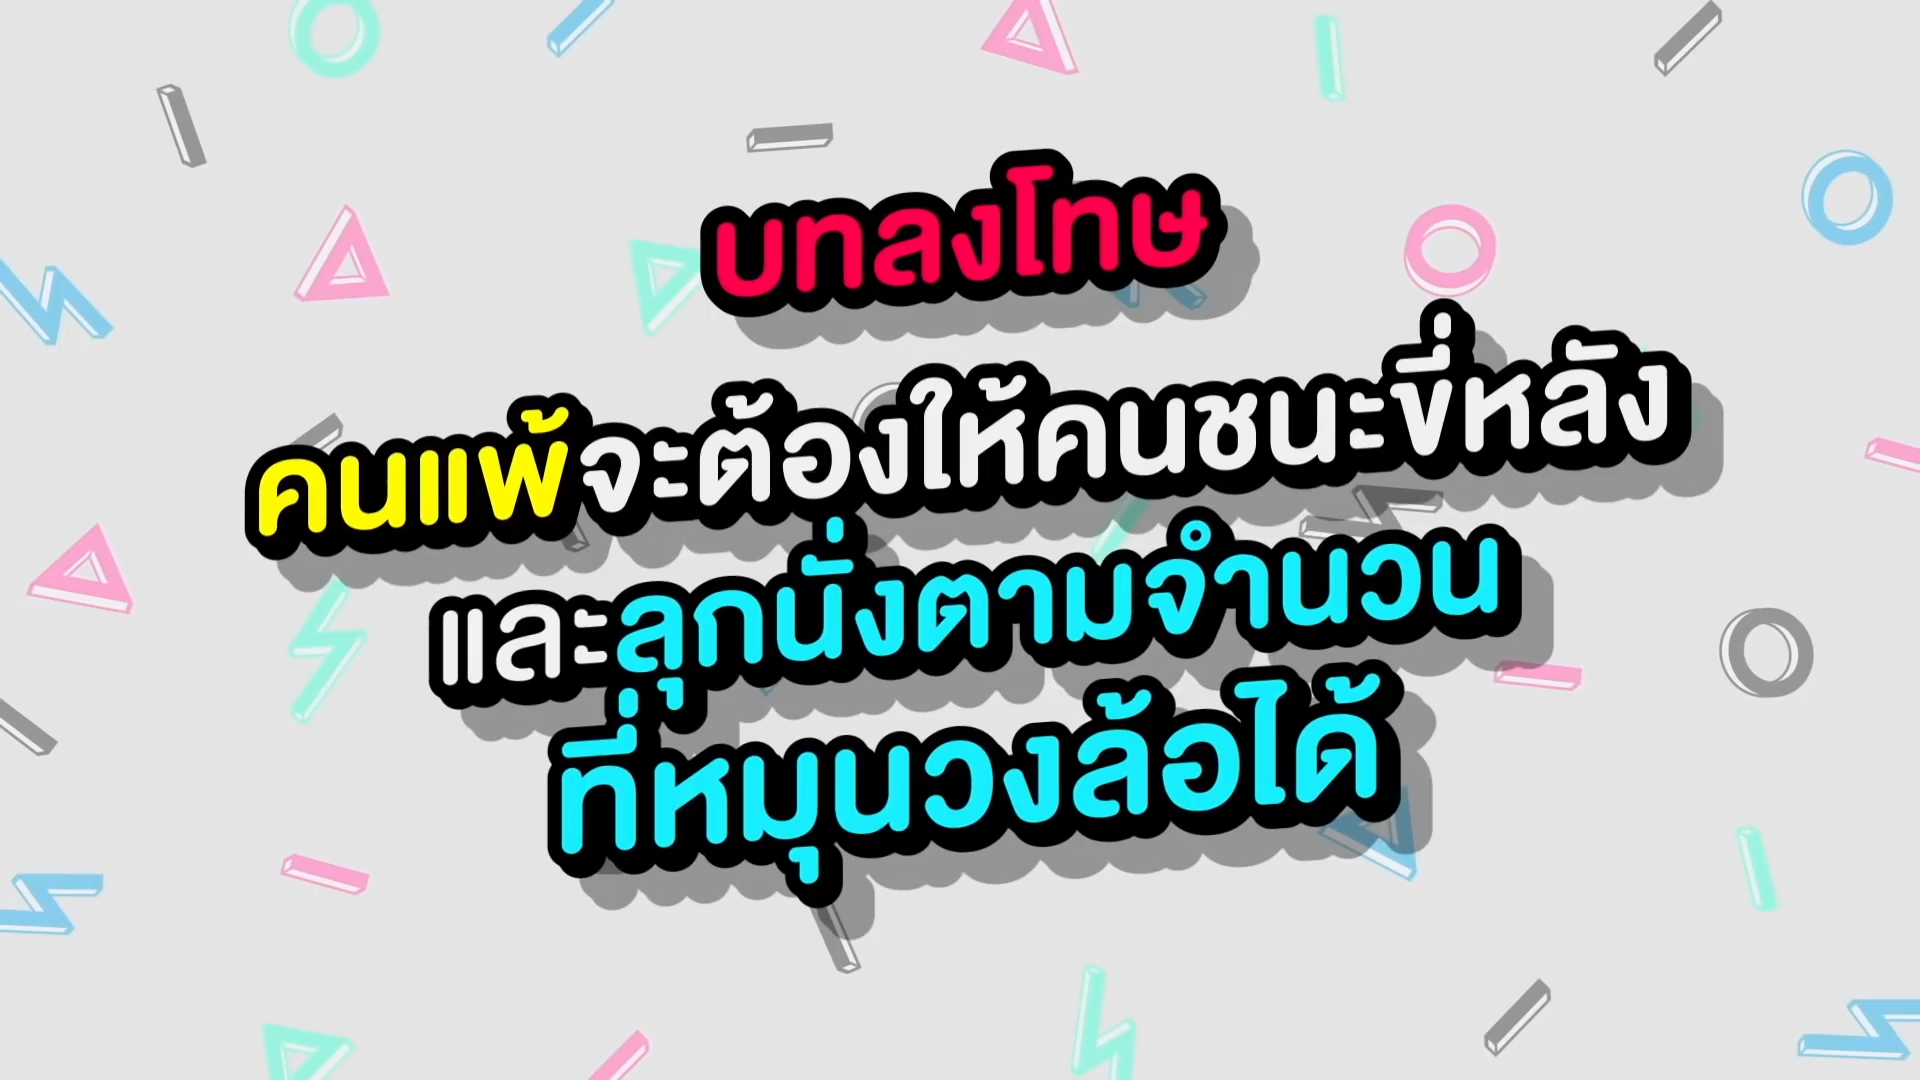 บทลงโทษ
คนแพ้จะต้องให้คนชนะขี่หลัง
และลุกนั่งตามจำนวน
ที่หมุนวงล้อได้